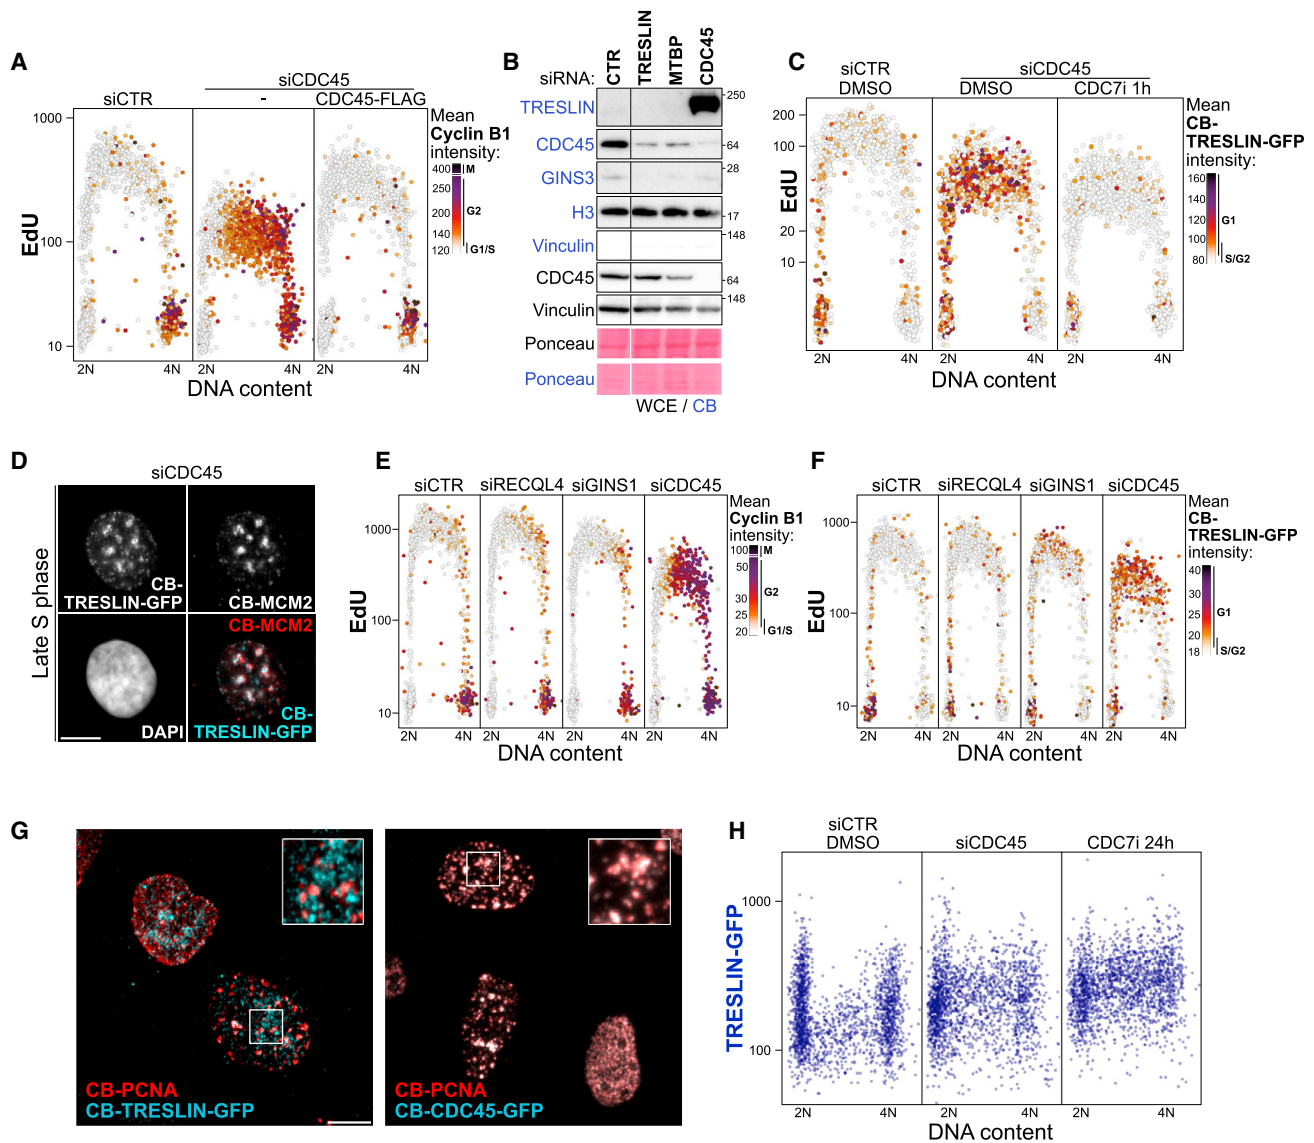 A
siCDC45
siCTR
-
CDC45-FLAG
Mean
Cyclin B1
intensity:
400
250
200
140
120
M
G2
G1/S
EdU
1000
100
10
2N
4N
2N
4N
2N
4N
DNA content
B
siRNA:
CTR
TRESLIN
MTBP
CDC45
TRESLIN
250
CDC45
64
GINS3
28
H3
17
Vinculin
148
CDC45
64
Vinculin
148
Ponceau
Ponceau
WCE / CB
C
siCTR
DMSO
siCDC45
DMSO
CDC7i 1h
Mean
CB-
TRESLIN-GFP
intensity:
160
140
120
100
80
G1
S/G2
EdU
200
100
20
10
2N
4N
2N
4N
2N
4N
DNA content
D
siCDC45
Late S phase
CB-
TRESLIN-GFP
CB-MCM2
DAPI
CB-MCM2
CB-
TRESLIN-GFP
E
siCTR
siRECQL4
siGINS1
siCDC45
Mean
Cyclin B1
intensity:
100
50
30
25
20
M
G2
G1/S
EdU
1000
100
10
2N
4N
2N
4N
2N
4N
2N
4N
DNA content
F
siCTR
siRECQL4
siGINS1
siCDC45
Mean
CB-
TRESLIN-GFP
intensity:
40
30
25
20
18
G1
S/G2
EdU
1000
100
10
2N
4N
2N
4N
2N
4N
2N
4N
DNA content
G
CB-PCNA
CB-TRESLIN-GFP
CB-PCNA
CB-CDC45-GFP
H
siCTR
DMSO
siCDC45
CDC7i 24h
TRESLIN-GFP
1000
100
2N
4N
2N
4N
2N
4N
DNA content